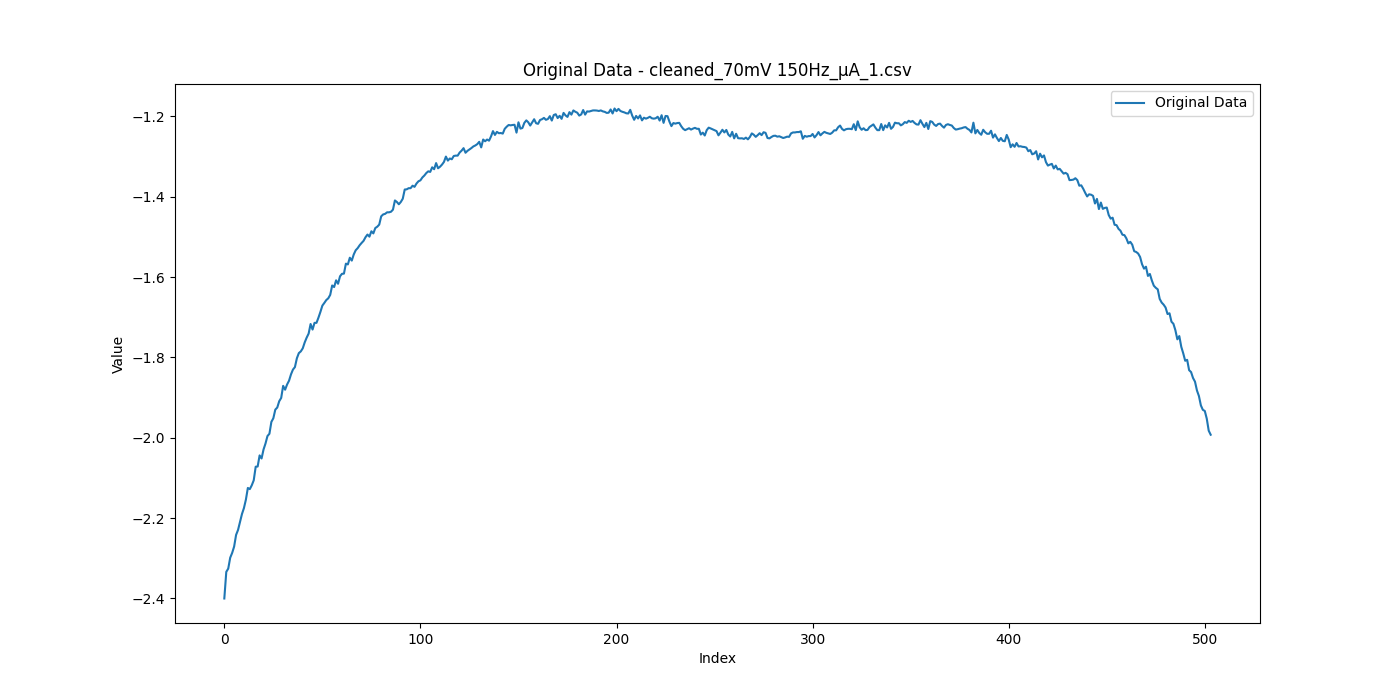 Original Data - cleaned_70mV 150Hz_μA_1.csv
Original Data
−1.2
−1.4
−1.6
−1.8
−2.0
−2.2
−2.4
Value
0 100 200 300 400 500
Index